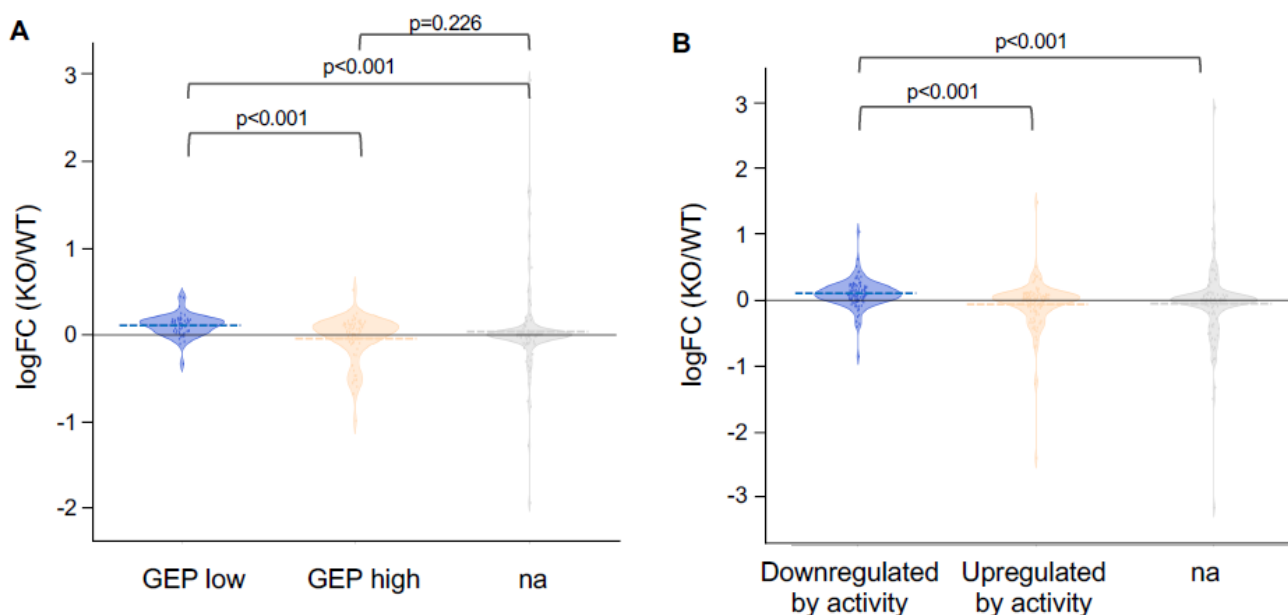 A
p=0.226
p<0.001
p<0.001
logFC (KO/WT)
3
2
1
0
-1
-2
GEP low
GEP high
na
B
p<0.001
p<0.001
logFC (KO/WT)
3
2
1
0
-1
-2
-3
Downregulated
by activity
Upregulated
by activity
na